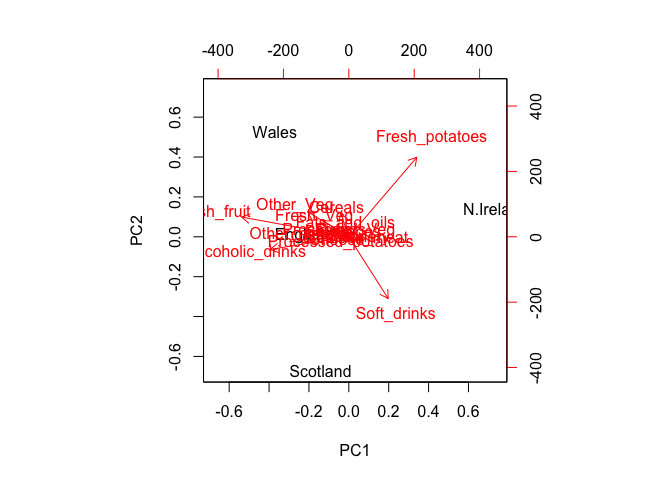 -400 -200 0 200 400
Wales
Fresh_potatoes
Other_Veg
Cereals
sh_fruit
Fresh_Veg
N.Irela
Processed_potatoes
coholic_drinks
Soft_drinks
Scotland
0.6
0.4
0.2
0.0
-0.2
-0.6
PC2
400
200
0
-200
-400
-0.6 -0.2 0.0 0.2 0.4 0.6
PC1